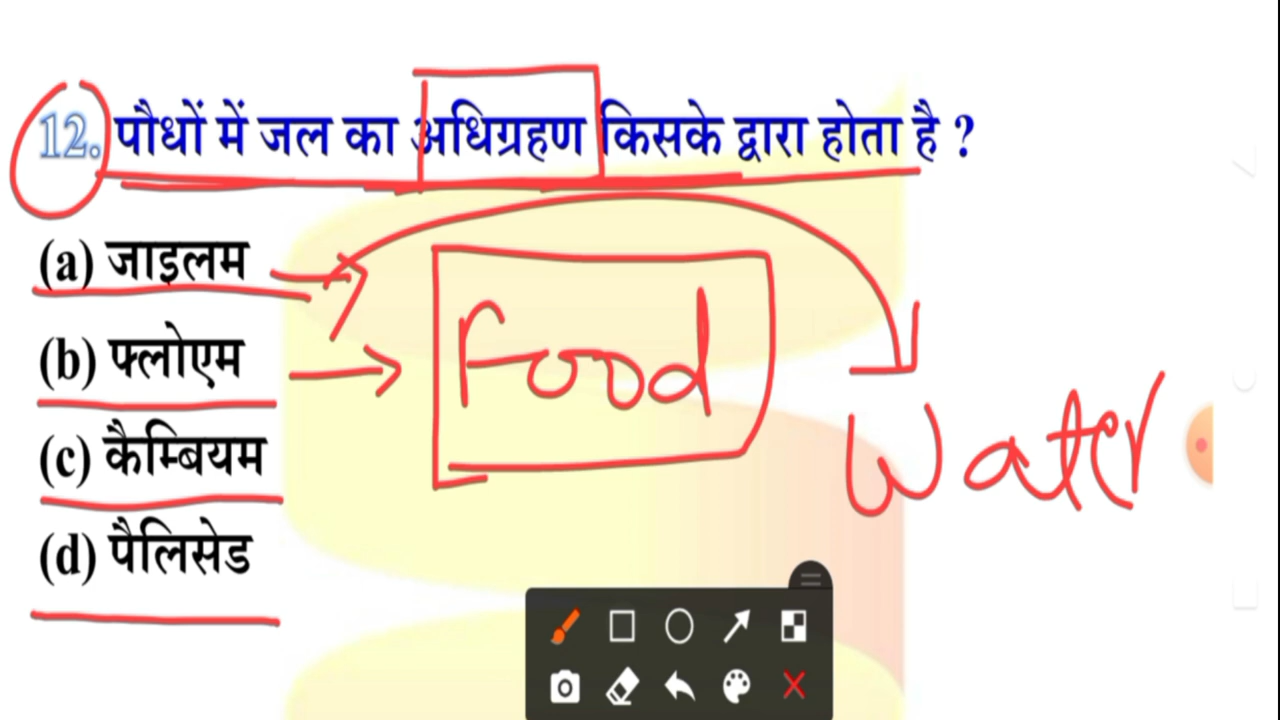 12. पौधों में जल का अधिग्रहण किसके द्वारा होता है ?
(a) जाइलम
(b) फ्लोएम
Food
(c) कैम्बियम
Water
(d) पैलिसेड